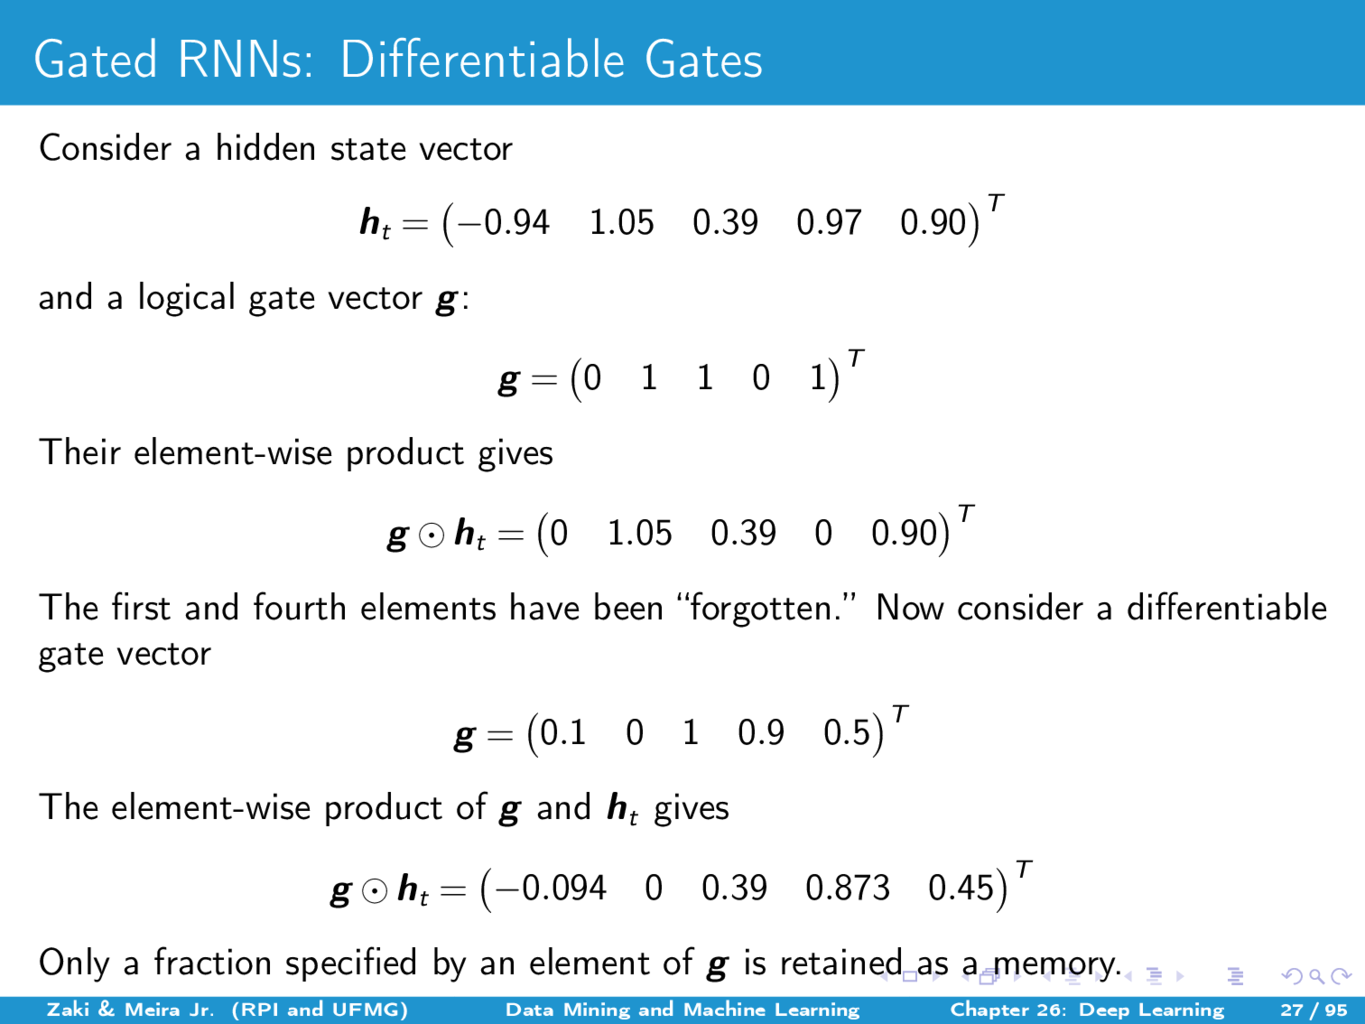 Gated RNNs: Differentiable Gates
Consider a hidden state vector
h_t = (−0.94 1.05 0.39 0.97 0.90)^T
and a logical gate vector g:
g = (0 1 1 0 1)^T
Their element-wise product gives
g ⊙ h_t = (0 1.05 0.39 0 0.90)^T
The first and fourth elements have been “forgotten.” Now consider a differentiable
gate vector
g = (0.1 0 1 0.9 0.5)^T
The element-wise product of g and h_t gives
g ⊙ h_t = (−0.094 0 0.39 0.873 0.45)^T
Only a fraction specified by an element of g is retained as a memory.
Zaki & Meira Jr. (RPI and UFMG) Data Mining and Machine Learning Chapter 26: Deep Learning 27 / 95